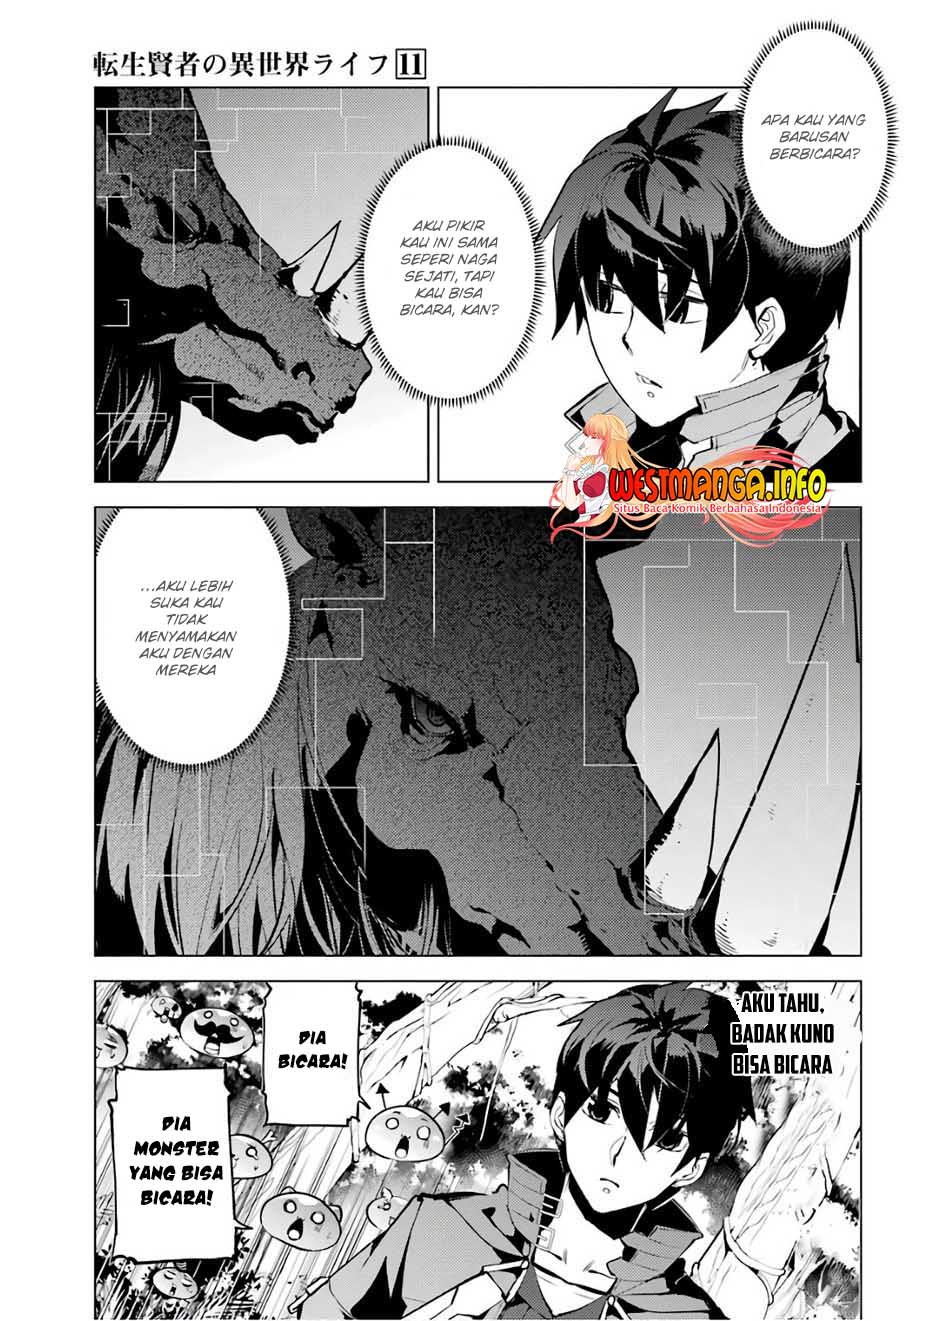 転生賢者の異世界ライフ 11
APA KAU YANG
BARUSAN
BERBICARA?
AKU PIKIR
KAU INI SAMA
SEPERI NAGA
SEJATI, TAPI
KAU BISA
BICARA, KAN?
WESTMANGA.INFO
Situs Baca Komik Berbahasa Indonesia
...AKU LEBIH
SUKA KAU
TIDAK
MENYAMAKAN
AKU DENGAN
MEREKA
AKU TAHU,
BADAK KUNO
BISA BICARA
DIA
BICARA!
DIA
MONSTER
YANG BISA
BICARA!